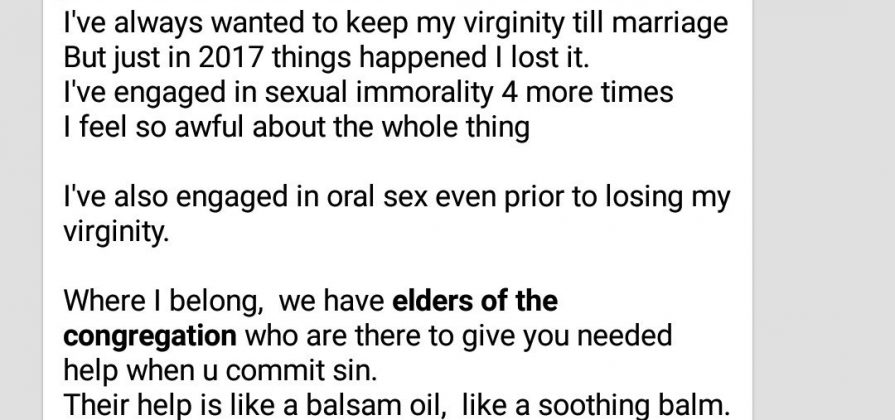 I've always wanted to keep my virginity till marriage
But just in 2017 things happened I lost it.
I've engaged in sexual immorality 4 more times
I feel so awful about the whole thing
I've also engaged in oral sex even prior to losing my
virginity.
Where I belong,  we have elders of the
congregation who are there to give you needed
help when u commit sin.
Their help is like a balsam oil,  like a soothing balm.